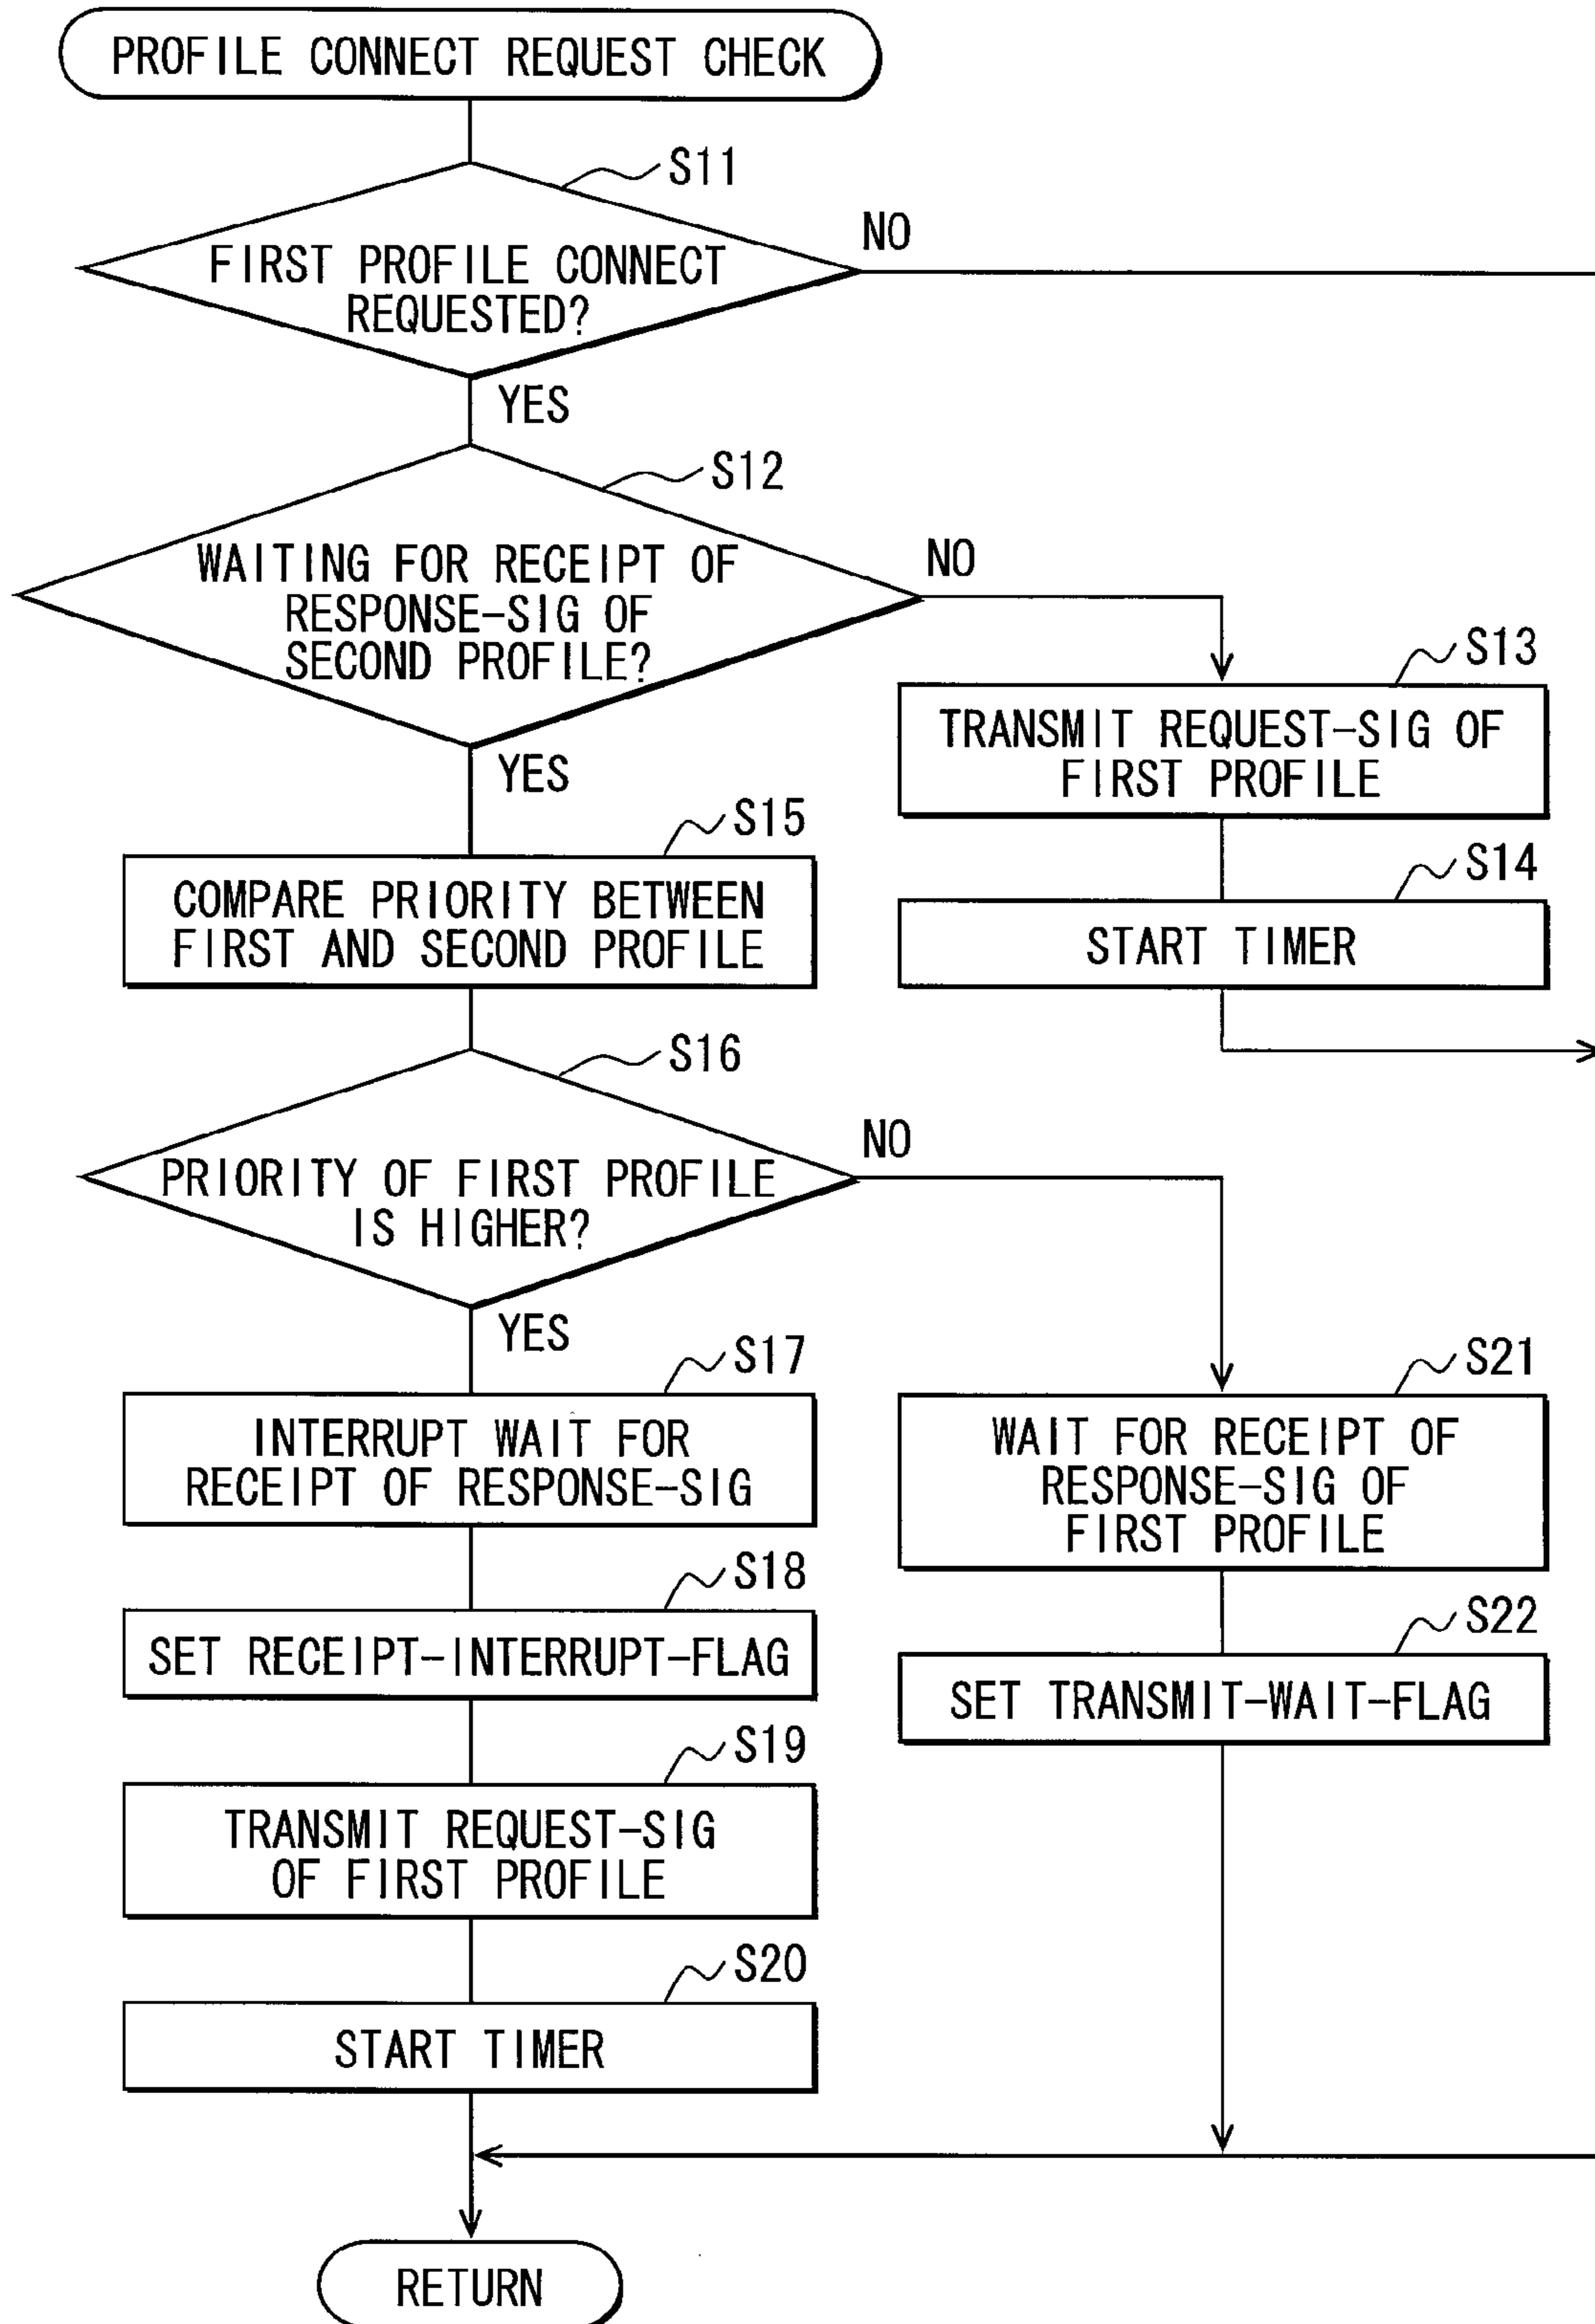 PROFILE CONNECT REQUEST CHECK
S11
FIRST PROFILE CONNECT
REQUESTED?
NO
YES
S12
WAITING FOR RECEIPT OF
RESPONSE-SIG OF
SECOND PROFILE?
NO
YES
S13
TRANSMIT REQUEST-SIG OF
FIRST PROFILE
S14
START TIMER
S15
COMPARE PRIORITY BETWEEN
FIRST AND SECOND PROFILE
S16
PRIORITY OF FIRST PROFILE
IS HIGHER?
NO
YES
S17
INTERRUPT WAIT FOR
RECEIPT OF RESPONSE-SIG
S18
SET RECEIPT-INTERRUPT-FLAG
S19
TRANSMIT REQUEST-SIG
OF FIRST PROFILE
S20
START TIMER
S21
WAIT FOR RECEIPT OF
RESPONSE-SIG OF
FIRST PROFILE
S22
SET TRANSMIT-WAIT-FLAG
RETURN